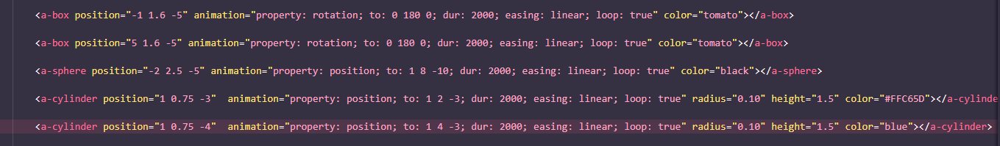 <a-box position="-1 1.6 -5" animation="property: rotation; to: 0 180 0; dur: 2000; easing: linear; loop: true" color="tomato"></a-box>
<a-box position="5 1.6 -5" animation="property: rotation; to: 0 180 0; dur: 2000; easing: linear; loop: true" color="tomato"></a-box>
<a-sphere position="-2 2.5 -5" animation="property: position; to: 1 8 -10; dur: 2000; easing: linear; loop: true" color="black"></a-sphere>
<a-cylinder position="1 0.75 -3"  animation="property: position; to: 1 2 -3; dur: 2000; easing: linear; loop: true" radius="0.10" height="1.5" color="#FFC65D"></a-cylinde
<a-cylinder position="1 0.75 -4"  animation="property: position; to: 1 4 -3; dur: 2000; easing: linear; loop: true" radius="0.10" height="1.5" color="blue"></a-cylinder>